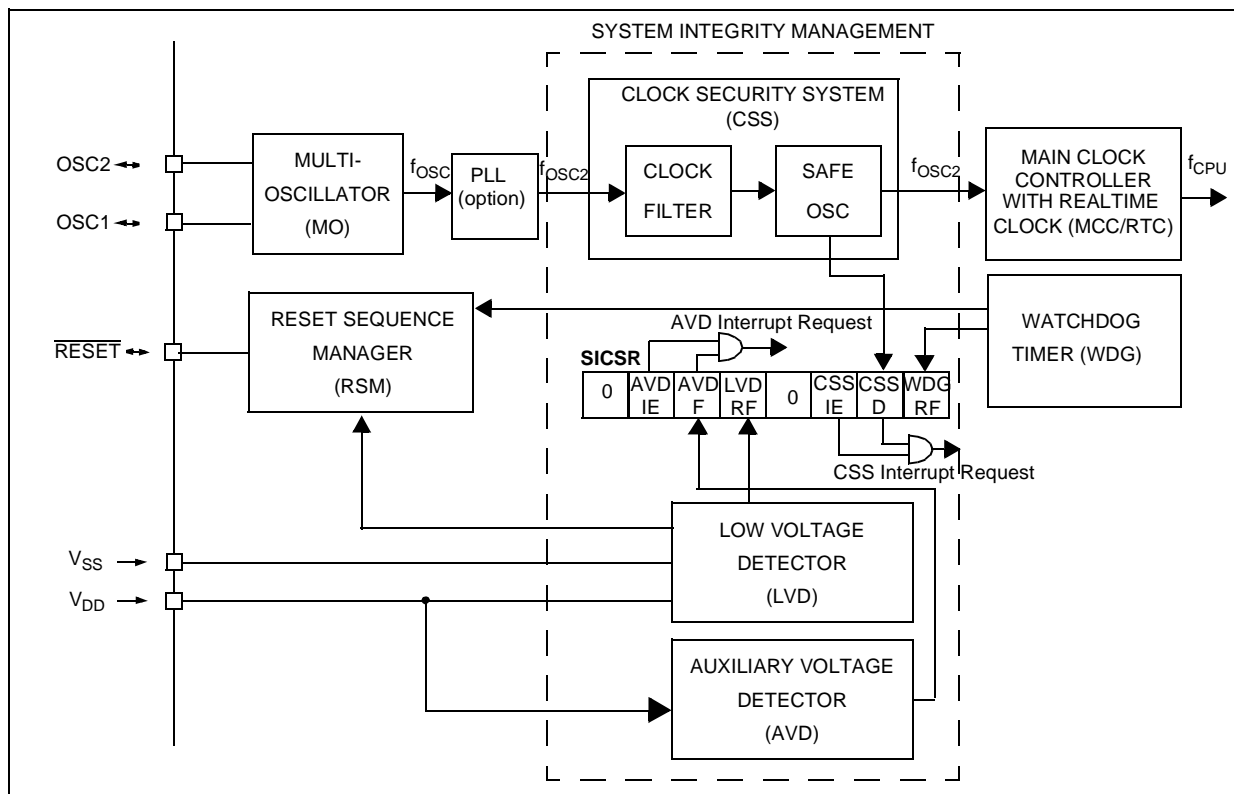 SYSTEM INTEGRITY MANAGEMENT
CLOCK SECURITY SYSTEM
(CSS)
OSC2
OSC1
MULTI-
OSCILLATOR
(MO)
fOSC
PLL
(option)
fOSC2
CLOCK
FILTER
SAFE
OSC
fOSC2
MAIN CLOCK
CONTROLLER
WITH REALTIME
CLOCK (MCC/RTC)
fCPU
RESET
RESET SEQUENCE
MANAGER
(RSM)
AVD Interrupt Request
WATCHDOG
TIMER (WDG)
SICSR
0
AVD
IE
AVD
F
LVD
RF
0
CSS
IE
CSS
D
WDG
RF
CSS Interrupt Request
VSS
VDD
LOW VOLTAGE
DETECTOR
(LVD)
AUXILIARY VOLTAGE
DETECTOR
(AVD)